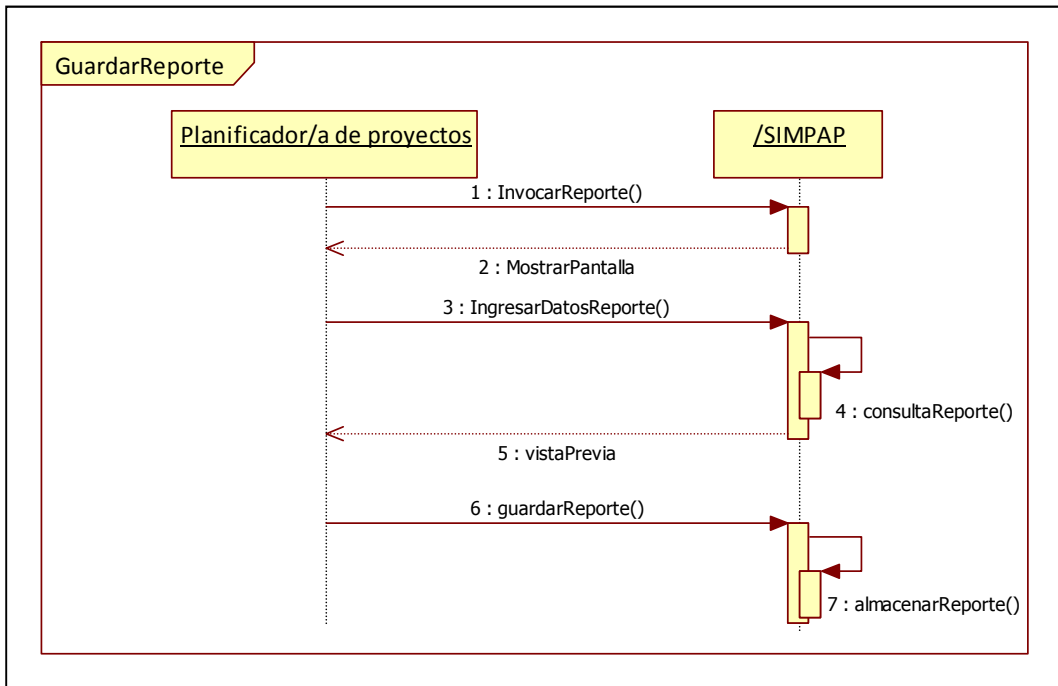 GuardarReporte
Planificador/a de proyectos
/SIMPAP
1 : InvocarReporte()
2 : MostrarPantalla
3 : IngresarDatosReporte()
4 : consultaReporte()
5 : vistaPrevia
6 : guardarReporte()
7 : almacenarReporte()